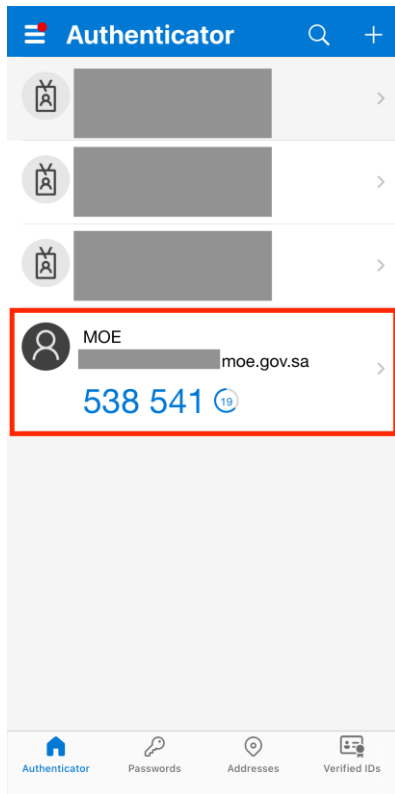 Authenticator
MOE
moe.gov.sa
538 541 19
Authenticator Passwords Addresses Verified IDs